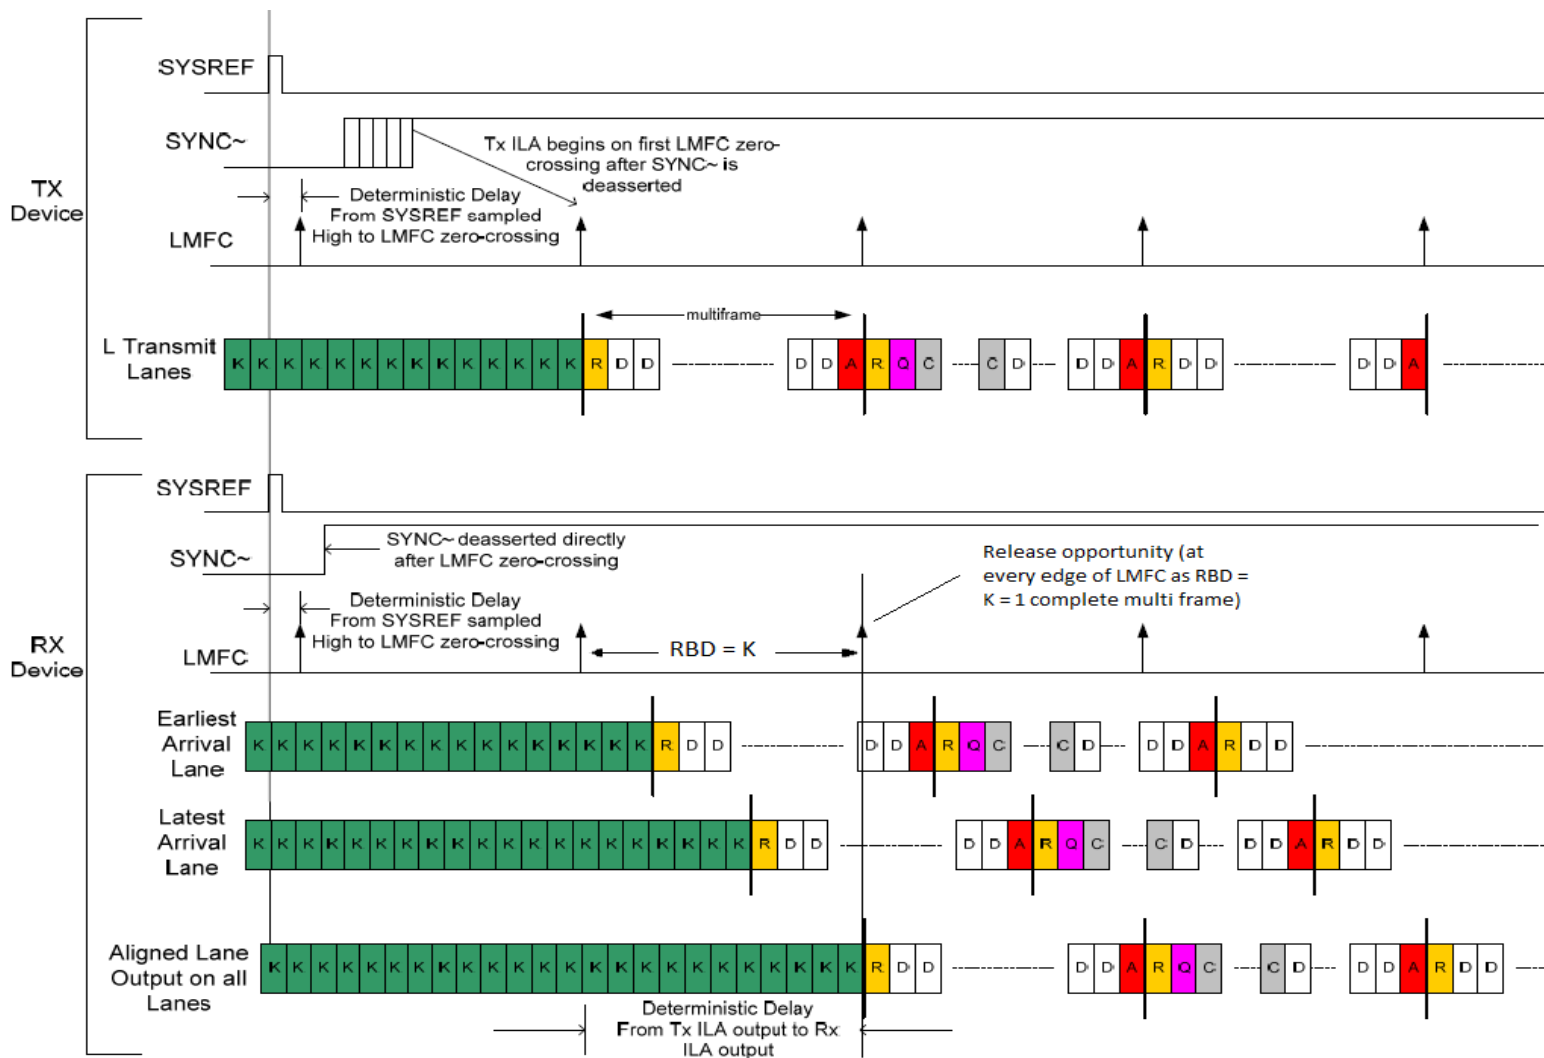 SYSREF
SYNC~
Tx ILA begins on first LMFC zero-
crossing after SYNC~ is
deasserted
TX
Device
Deterministic Delay
From SYSREF sampled
High to LMFC zero-crossing
LMFC
multiframe
L Transmit
Lanes
K K K K K K K K K K K K K K R D D D D A R Q C C D D D A R D D D D A
SYSREF
SYNC~
SYNC~ deasserted directly
after LMFC zero-crossing
Release opportunity (at
every edge of LMFC as RBD =
K = 1 complete multi frame)
RX
Device
Deterministic Delay
From SYSREF sampled
High to LMFC zero-crossing
LMFC
RBD = K
Earliest
Arrival
Lane
K K K K K K K K K K K K K K K K R D D D D A R Q C C D D D A R D D
Latest
Arrival
Lane
K K K K K K K K K K K K K K K K K K K K R D D D D A R Q C C D D D A R D D
Aligned Lane
Output on all
Lanes
K K K K K K K K K K K K K K K K K K K K K K K K R D D D D A R Q C C D D D A R D D
Deterministic Delay
From Tx ILA output to Rx
ILA output